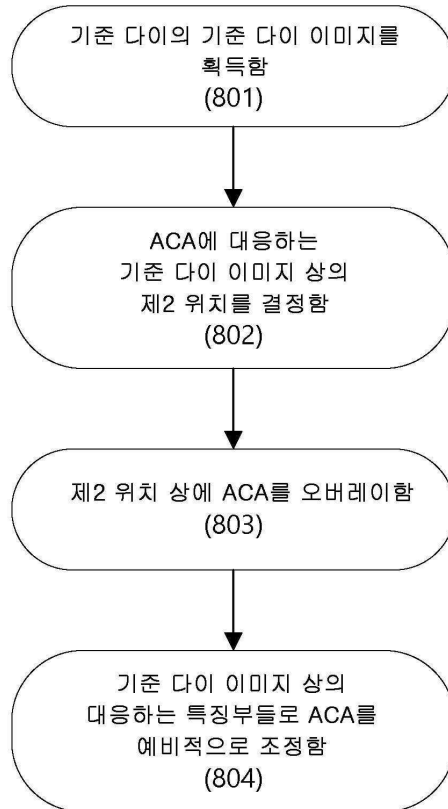 기준 다이의 기준 다이 이미지를
획득함
(801)
ACA에 대응하는
기준 다이 이미지 상의
제2 위치를 결정함
(802)
제2 위치 상에 ACA를 오버레이함
(803)
기준 다이 이미지 상의
대응하는 특징부들로 ACA를
예비적으로 조정함
(804)